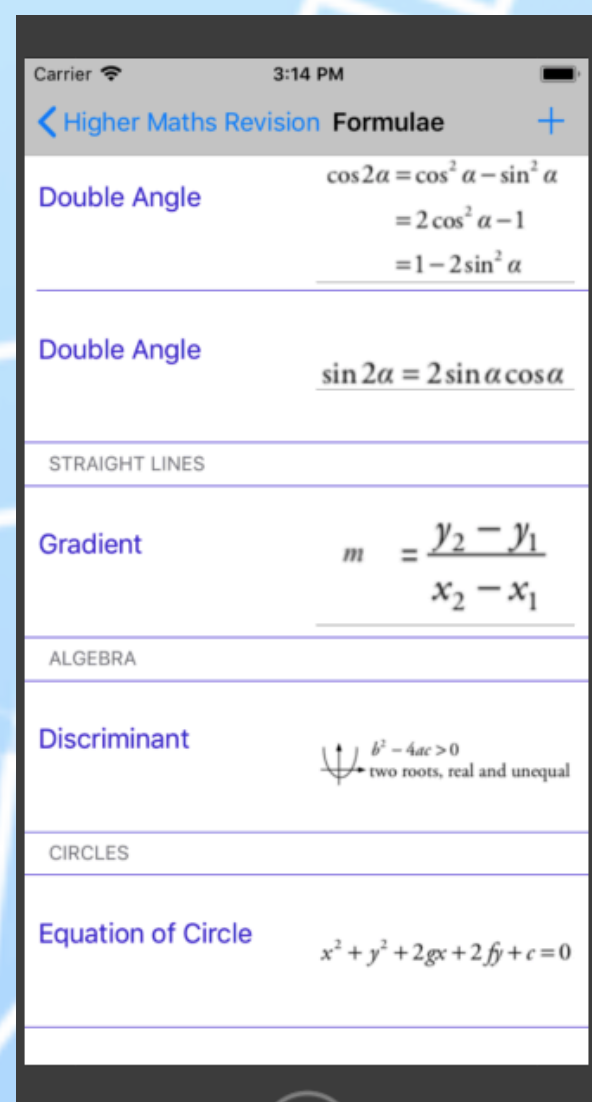 Carrier 3:14 PM
Higher Maths Revision Formulae +
Double Angle
cos 2α = cos² α − sin² α
= 2 cos² α − 1
= 1 − 2 sin² α
Double Angle
sin 2α = 2 sin α cos α
STRAIGHT LINES
Gradient
m = y₂ − y₁ / x₂ − x₁
ALGEBRA
Discriminant
b² − 4ac > 0
two roots, real and unequal
CIRCLES
Equation of Circle
x² + y² + 2gx + 2fy + c = 0